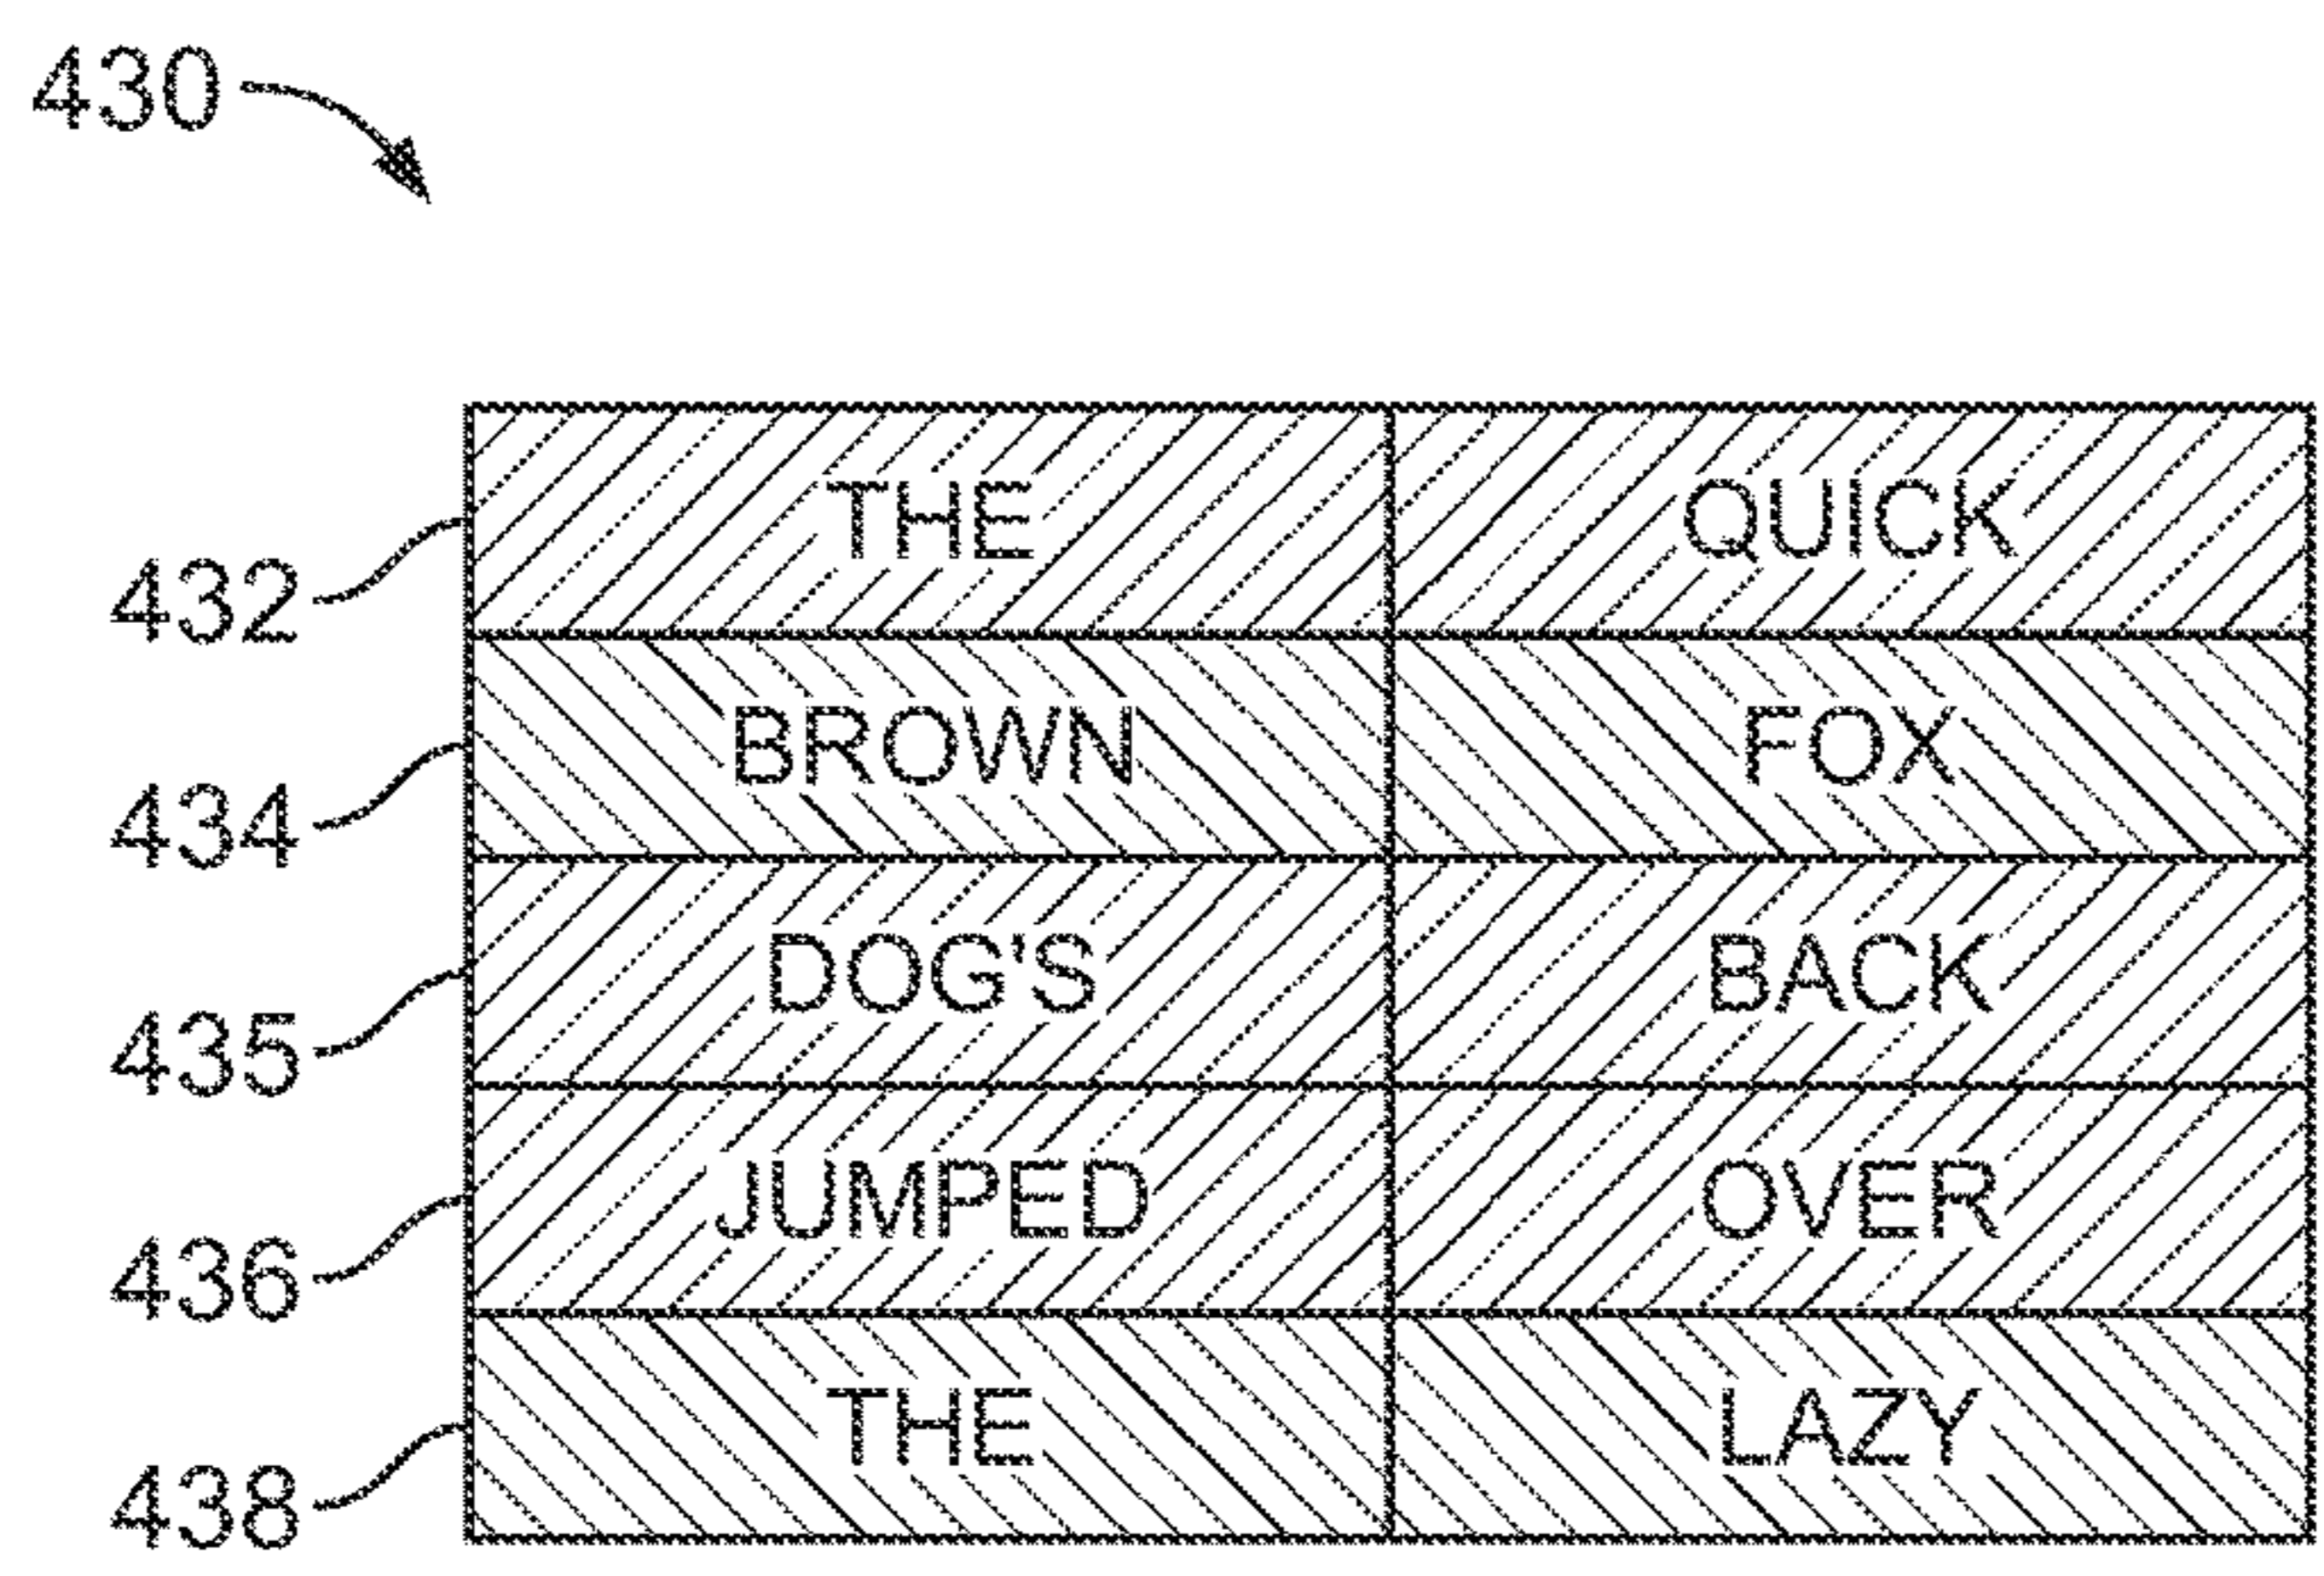 430
THE QUICK
432
BROWN FOX
434
DOG'S BACK
435
JUMPED OVER
436
THE LAZY
438